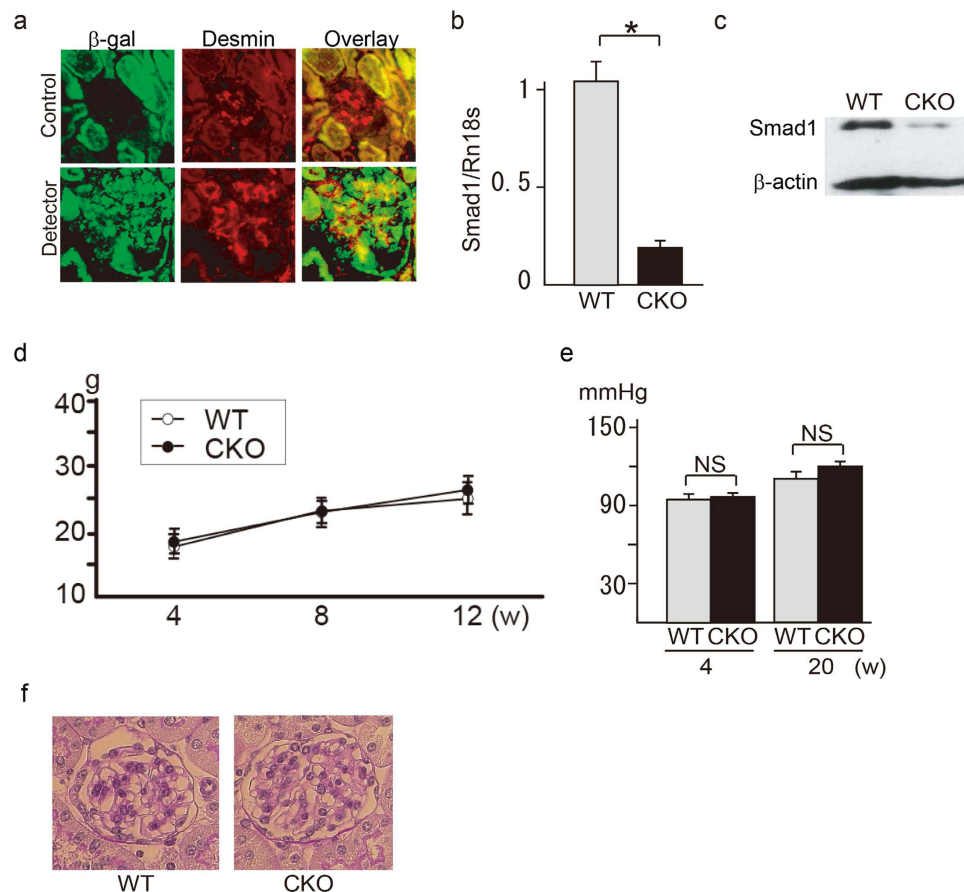 a
β-gal Desmin Overlay
Control
Detector
b
*
Smad1/Rn18s
1
0.5
0
WT CKO
c
WT CKO
Smad1
β-actin
d
g
40
30
20
10
WT
CKO
4 8 12 (w)
e
mmHg
150
90
30
NS
NS
WT CKO WT CKO
4 20 (w)
f
WT CKO